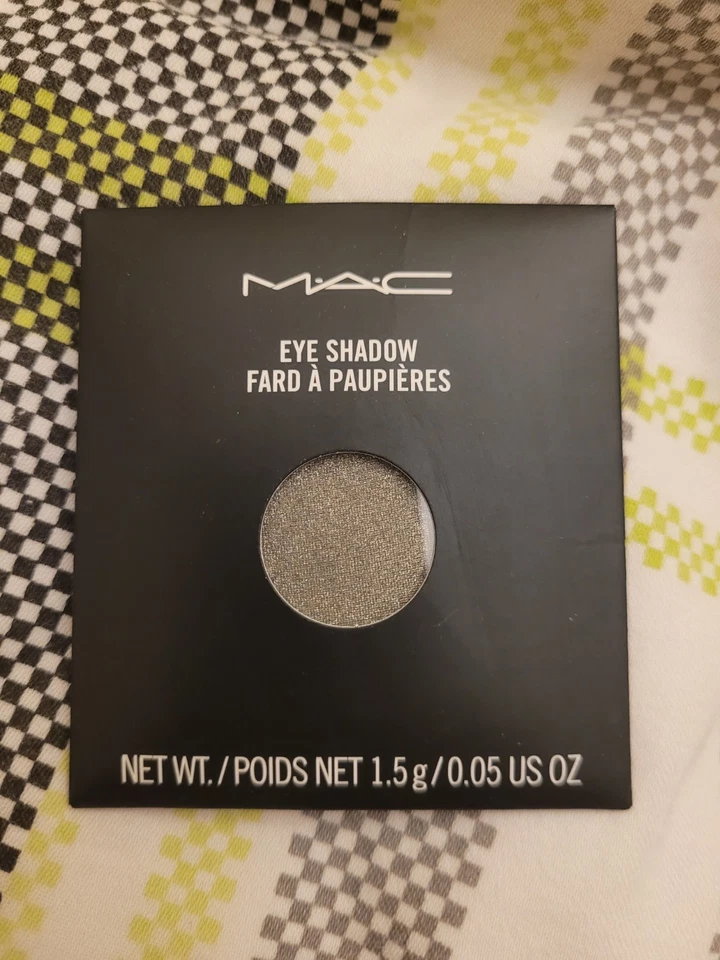 M·A·C
EYE SHADOW
FARD À PAUPIÈRES
NET WT. / POIDS NET 1.5 g / 0.05 US OZ